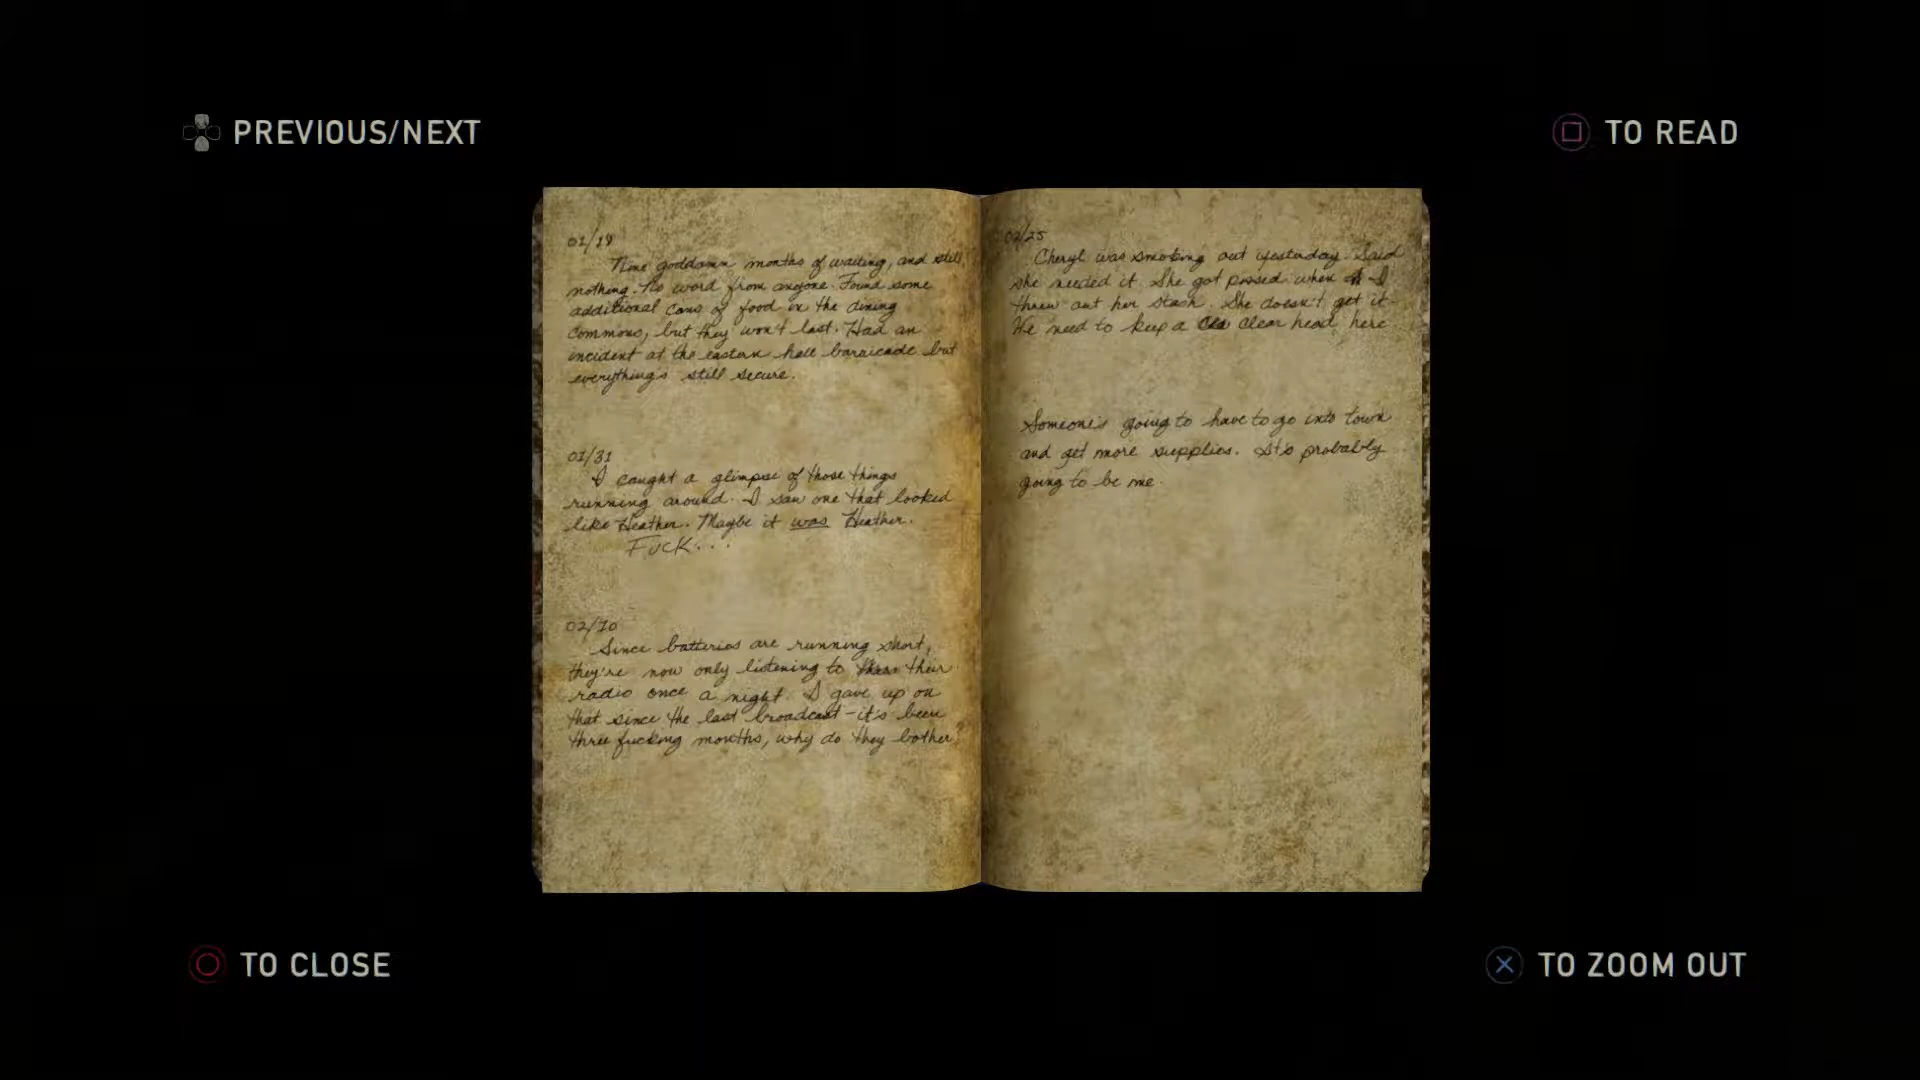 PREVIOUS/NEXT
TO READ
01/18
Nine goddamn months of waiting, and still
nothing. No word from anyone. Found some
additional cans of food in the dining
commons, but they won't last. Had an
incident at the eastern hall barricade but
everything's still secure.
01/31
I caught a glimpse of those things
running around. I saw one that looked
like Heather. Maybe it was Heather.
Fuck...
02/10
Since batteries are running short,
they're now only listening to their
radio once a night. I gave up on
that since the last broadcast - it's been
three fucking months, why do they bother?
02/25
Cheryl was smoking out yesterday. Said
she needed it. She got pissed when I
threw out her stash. She doesn't get it -
We need to keep a clear head here
Someone's going to have to go into town
and get more supplies. It's probably
going to be me.
TO CLOSE
TO ZOOM OUT